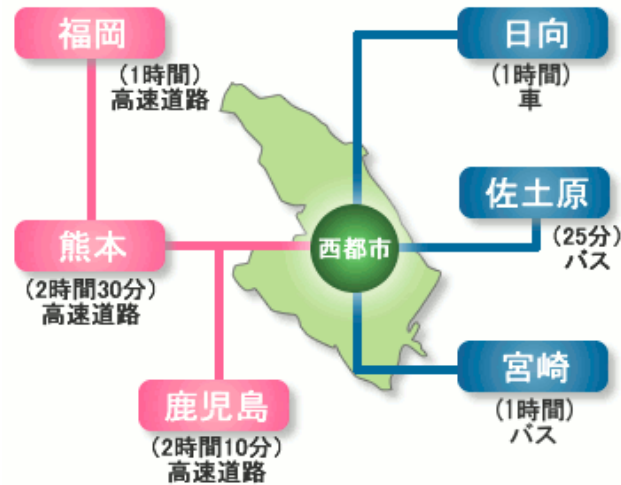 福岡
(1時間)
高速道路
日向
(1時間)
車
佐土原
(25分)
バス
西都市
熊本
(2時間30分)
高速道路
宮崎
(1時間)
バス
鹿児島
(2時間10分)
高速道路